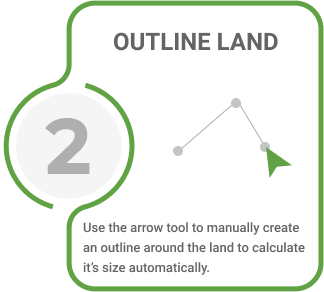 OUTLINE LAND
2
Use the arrow tool to manually create
an outline around the land to calculate
it's size automatically.